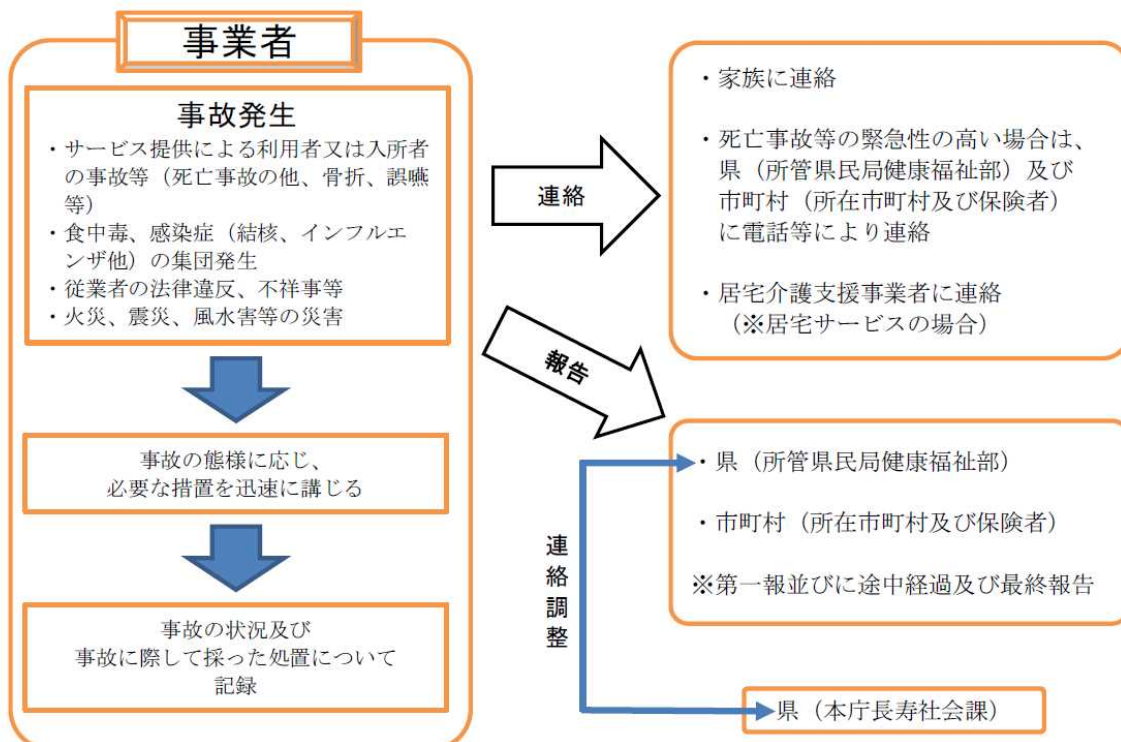 事業者
事故発生
・サービス提供による利用者又は入所者
の事故等（死亡事故の他、骨折、誤嚥
等）
・食中毒、感染症（結核、インフルエ
ンザ他）の集団発生
・従業者の法律違反、不祥事等
・火災、震災、風水害等の災害
事故の態様に応じ、
必要な措置を迅速に講じる
事故の状況及び
事故に際して採った処置について
記録
連絡
・家族に連絡
・死亡事故等の緊急性の高い場合は、
県（所管県民局健康福祉部）及び
市町村（所在市町村及び保険者）
に電話等により連絡
・居宅介護支援事業者に連絡
（※居宅サービスの場合）
報告
・県（所管県民局健康福祉部）
・市町村（所在市町村及び保険者）
※第一報並びに途中経過及び最終報告
連絡調整
・県（本庁長寿社会課）